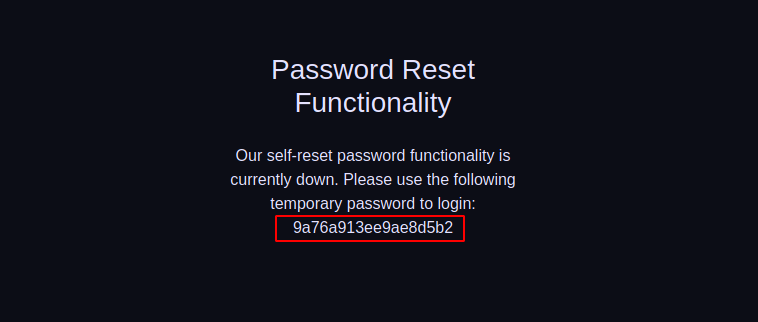 Password Reset
Functionality
Our self-reset password functionality is
currently down. Please use the following
temporary password to login:
9a76a913ee9ae8d5b2